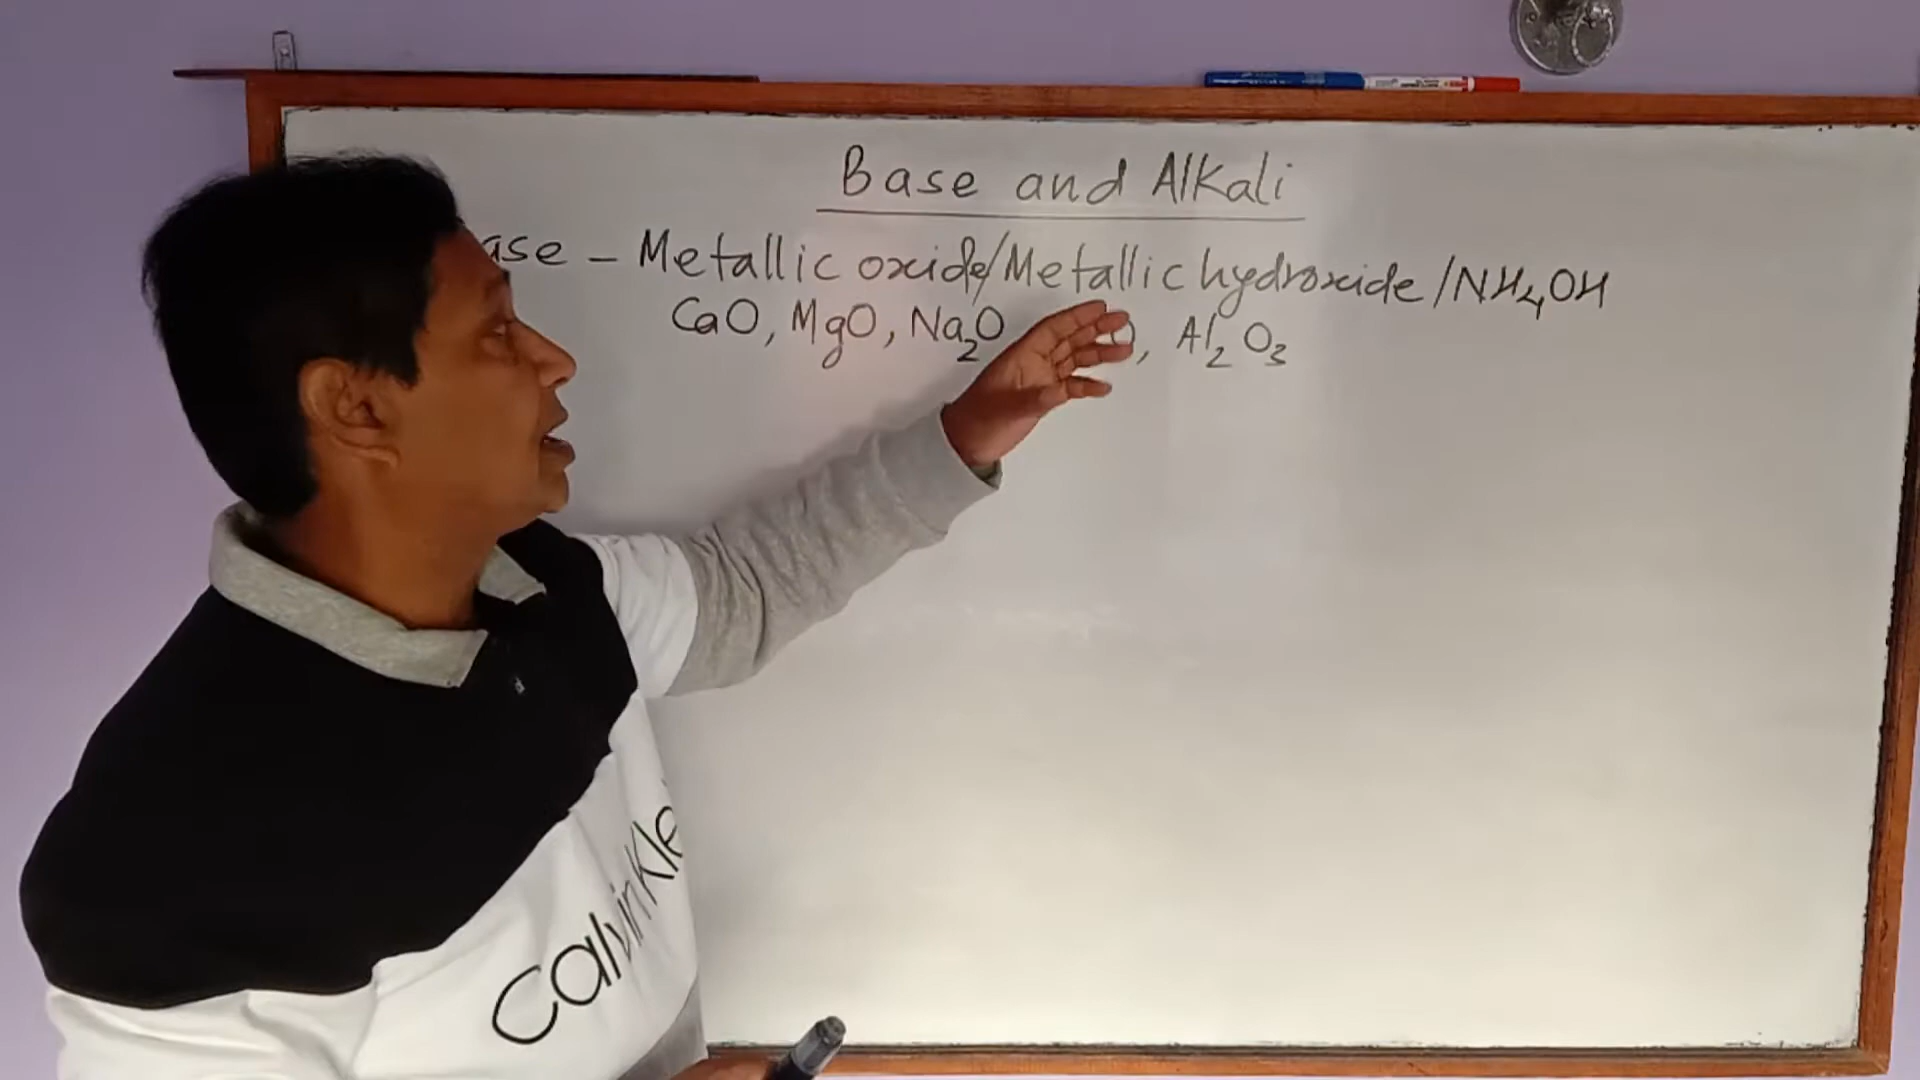 Base and Alkali
ase – Metallic oxide/Metallic hydroxide/NH₄OH
CaO, MgO, Na₂O O, Al₂O₃
Calvin Kle